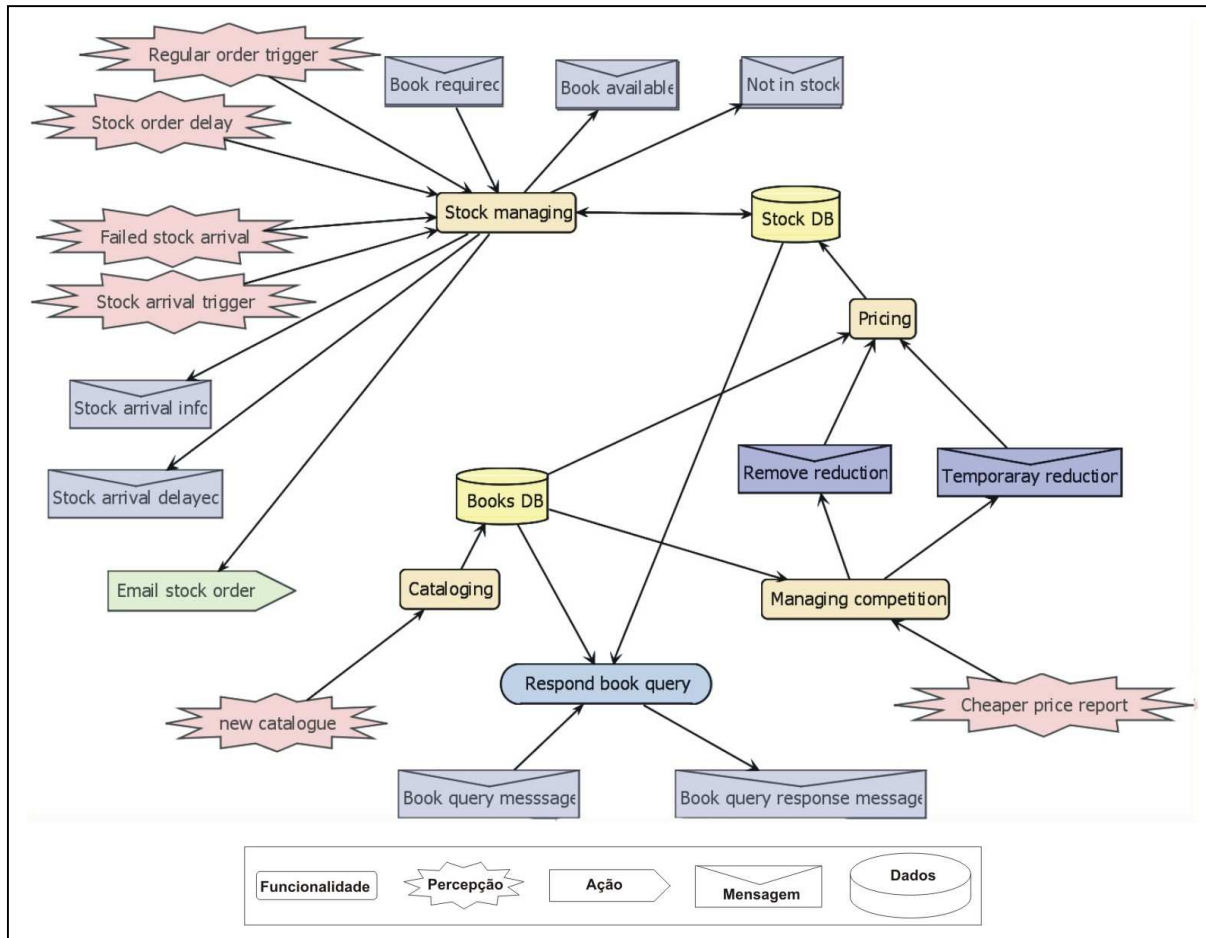 Regular order trigger
Book requirec
Book available
Not in stock
Stock order delay
Stock managing
Stock DB
Failed stock arrival
Stock arrival trigger
Pricing
Stock arrival infc
Remove reduction
Temporaray reduction
Stock arrival delayec
Books DB
Email stock order
Cataloging
Managing competition
Respond book query
new catalogue
Cheaper price report
Book query messsage
Book query response message
Funcionalidade
Percepção
Ação
Mensagem
Dados